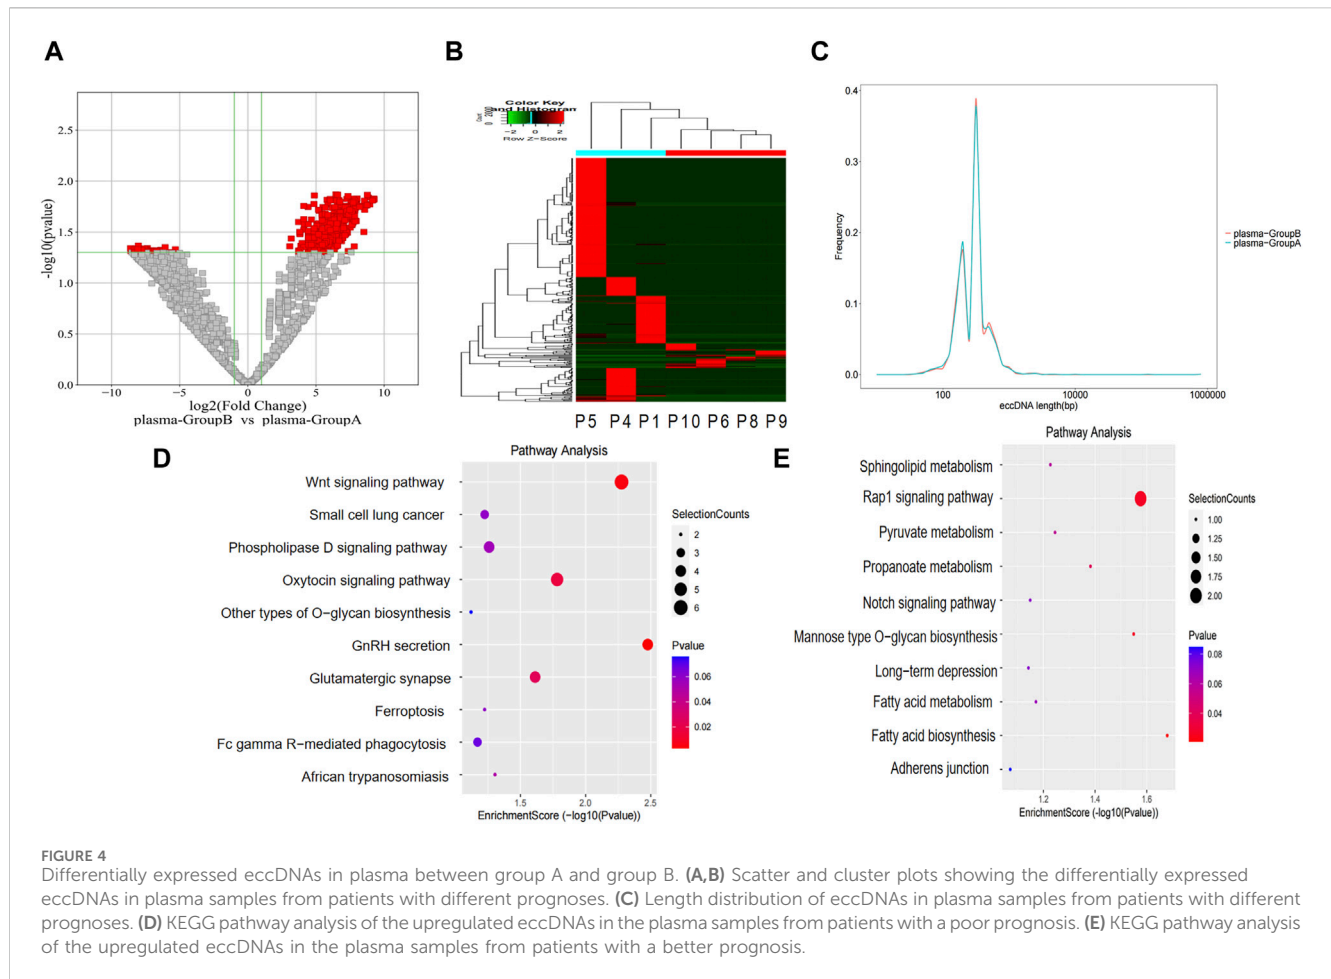 A
2.5
2.0
1.5
1.0
0.5
0.0
-log10(pvalue)
−10
−5
0
5
10
log2(Fold Change)
plasma-GroupB vs plasma-GroupA
B
Color Key
and Histogram
Count
0 200
−2
0
2
Row Z−Score
P5 P4 P1 P10 P6 P8 P9
C
0.4
0.3
0.2
0.1
0.0
Frequency
100
10000
1000000
eccDNA length(bp)
plasma-GroupB
plasma-GroupA
D
Pathway Analysis
Wnt signaling pathway
Small cell lung cancer
Phospholipase D signaling pathway
Oxytocin signaling pathway
Other types of O−glycan biosynthesis
GnRH secretion
Glutamatergic synapse
Ferroptosis
Fc gamma R−mediated phagocytosis
African trypanosomiasis
1.5
2.0
2.5
EnrichmentScore (−log10(Pvalue))
SelectionCounts
2
3
4
5
6
Pvalue
0.06
0.04
0.02
E
Pathway Analysis
Sphingolipid metabolism
Rap1 signaling pathway
Pyruvate metabolism
Propanoate metabolism
Notch signaling pathway
Mannose type O−glycan biosynthesis
Long−term depression
Fatty acid metabolism
Fatty acid biosynthesis
Adherens junction
1.2
1.4
1.6
EnrichmentScore (-log10(Pvalue))
SelectionCounts
1.00
1.25
1.50
1.75
2.00
Pvalue
0.08
0.06
0.04
FIGURE 4
Differentially expressed eccDNAs in plasma between group A and group B. (A,B) Scatter and cluster plots showing the differentially expressed
eccDNAs in plasma samples from patients with different prognoses. (C) Length distribution of eccDNAs in plasma samples from patients with different
prognoses. (D) KEGG pathway analysis of the upregulated eccDNAs in the plasma samples from patients with a poor prognosis. (E) KEGG pathway analysis
of the upregulated eccDNAs in the plasma samples from patients with a better prognosis.